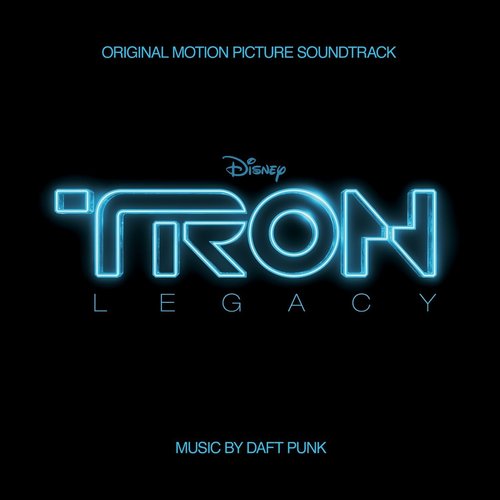 ORIGINAL MOTION PICTURE SOUNDTRACK
Disney
TRON
LEGACY
MUSIC BY DAFT PUNK